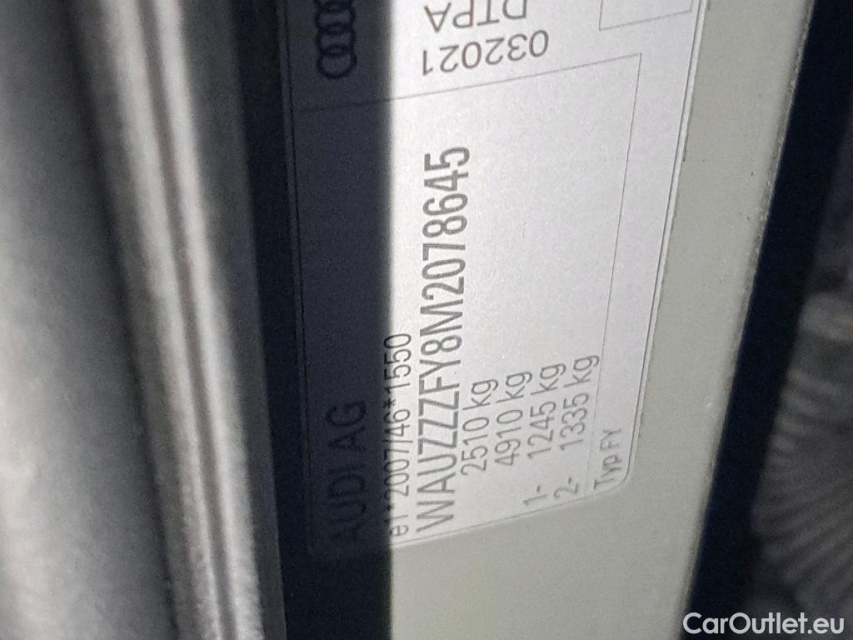 AUDI AG
e1*2007/46*1550
WAUZZZFY8M2078645
2510 kg
4910 kg
1- 1245 kg
2- 1335 kg
Typ FY
032021
DTPA
CarOutlet.eu